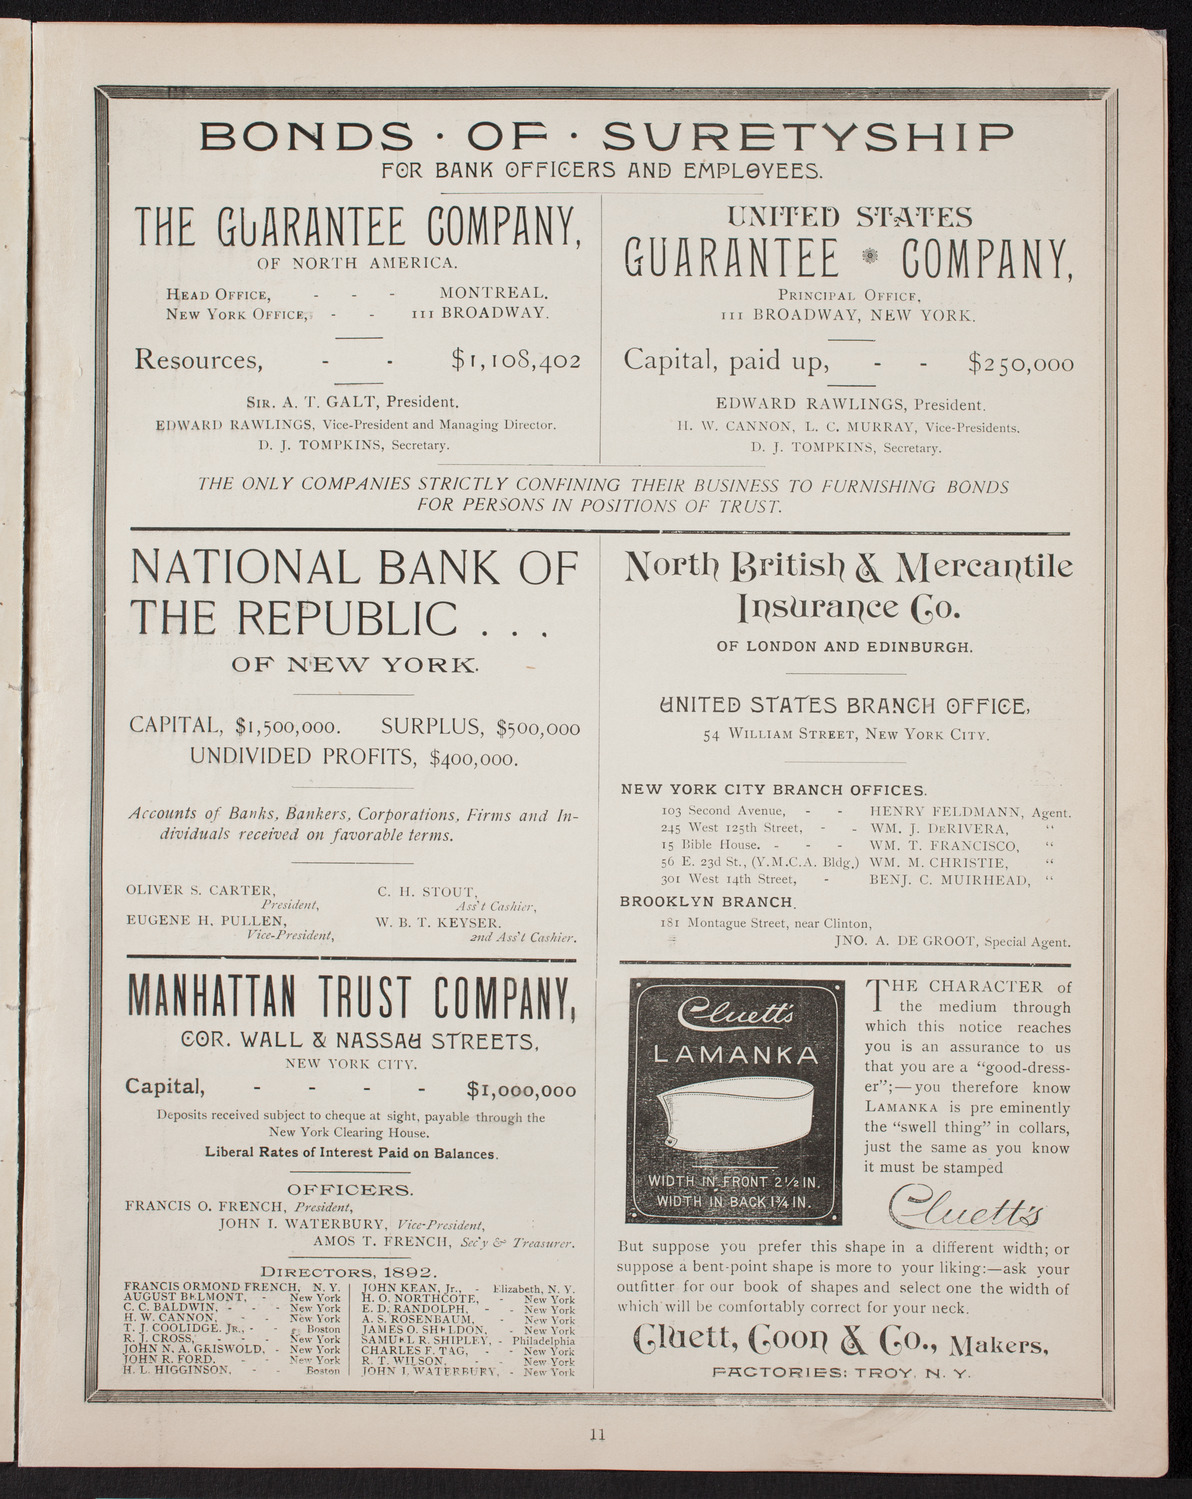 BONDS · OF · SURETYSHIP
FOR BANK OFFICERS AND EMPLOYEES.
THE GUARANTEE COMPANY,
OF NORTH AMERICA.
HEAD OFFICE, - - - MONTREAL.
NEW YORK OFFICE, - - 111 BROADWAY.
Resources, - - $1,108,402
SIR. A. T. GALT, President.
EDWARD RAWLINGS, Vice-President and Managing Director.
D. J. TOMPKINS, Secretary.
UNITED STATES
GUARANTEE COMPANY,
PRINCIPAL OFFICE,
111 BROADWAY, NEW YORK.
Capital, paid up, - - $250,000
EDWARD RAWLINGS, President.
H. W. CANNON, L. C. MURRAY, Vice-Presidents.
D. J. TOMPKINS, Secretary.
THE ONLY COMPANIES STRICTLY CONFINING THEIR BUSINESS TO FURNISHING BONDS
FOR PERSONS IN POSITIONS OF TRUST.
NATIONAL BANK OF
THE REPUBLIC . . .
OF NEW YORK.
CAPITAL, $1,500,000. SURPLUS, $500,000
UNDIVIDED PROFITS, $400,000.
Accounts of Banks, Bankers, Corporations, Firms and In-
dividuals received on favorable terms.
OLIVER S. CARTER,
President,
EUGENE H. PULLEN,
Vice-President,
C. H. STOUT,
Ass't Cashier,
W. B. T. KEYSER.
2nd Ass't Cashier.
North British & Mercantile
Insurance Co.
OF LONDON AND EDINBURGH.
UNITED STATES BRANCH OFFICE,
54 WILLIAM STREET, NEW YORK CITY.
NEW YORK CITY BRANCH OFFICES.
103 Second Avenue, - - HENRY FELDMANN, Agent.
245 West 125th Street, - - WM. J. DERIVERA, "
15 Bible House. - - - WM. T. FRANCISCO, "
56 E. 23d St., (Y.M.C.A. Bldg,) WM. M. CHRISTIE, "
301 West 14th Street, - BENJ. C. MUIRHEAD, "
BROOKLYN BRANCH.
181 Montague Street, near Clinton,
JNO. A. DE GROOT, Special Agent.
MANHATTAN TRUST COMPANY,
COR. WALL & NASSAU STREETS,
NEW YORK CITY.
Capital, - - - - $1,000,000
Deposits received subject to cheque at sight, payable through the
New York Clearing House.
Liberal Rates of Interest Paid on Balances.
OFFICERS.
FRANCIS O. FRENCH, President,
JOHN I. WATERBURY, Vice-President,
AMOS T. FRENCH, Sec'y & Treasurer.
DIRECTORS, 1892.
FRANCIS ORMOND FRENCH, N. Y.
AUGUST BELMONT, - New York
C. C. BALDWIN, - - - New York
H. W. CANNON, - - New York
T. J. COOLIDGE. JR., - - Boston
R. J. CROSS, - - New York
JOHN N. A. GRISWOLD, - New York
JOHN R. FORD. - - New York
H. L. HIGGINSON, - Boston
JOHN KEAN, Jr., - Elizabeth, N. Y.
H. O. NORTHCOTE, - New York
E. D. RANDOLPH, - - New York
A. S. ROSENBAUM, - New York
JAMES O. SHELDON, - New York
SAMUEL R. SHIPLEY, - Philadelphia
CHARLES F. TAG, - - New York
R. T. WILSON, - - New York
JOHN I. WATERBURY, - New York
Cluett's
LAMANKA
WIDTH IN FRONT 2½ IN.
WIDTH IN BACK 1¾ IN.
THE CHARACTER of
the medium through
which this notice reaches
you is an assurance to us
that you are a "good-dress-
er";—you therefore know
LAMANKA is pre eminently
the "swell thing" in collars,
just the same as you know
it must be stamped
Cluett's
But suppose you prefer this shape in a different width; or
suppose a bent-point shape is more to your liking:—ask your
outfitter for our book of shapes and select one the width of
which will be comfortably correct for your neck.
Cluett, Coon & Co., Makers,
FACTORIES: TROY, N. Y.
11